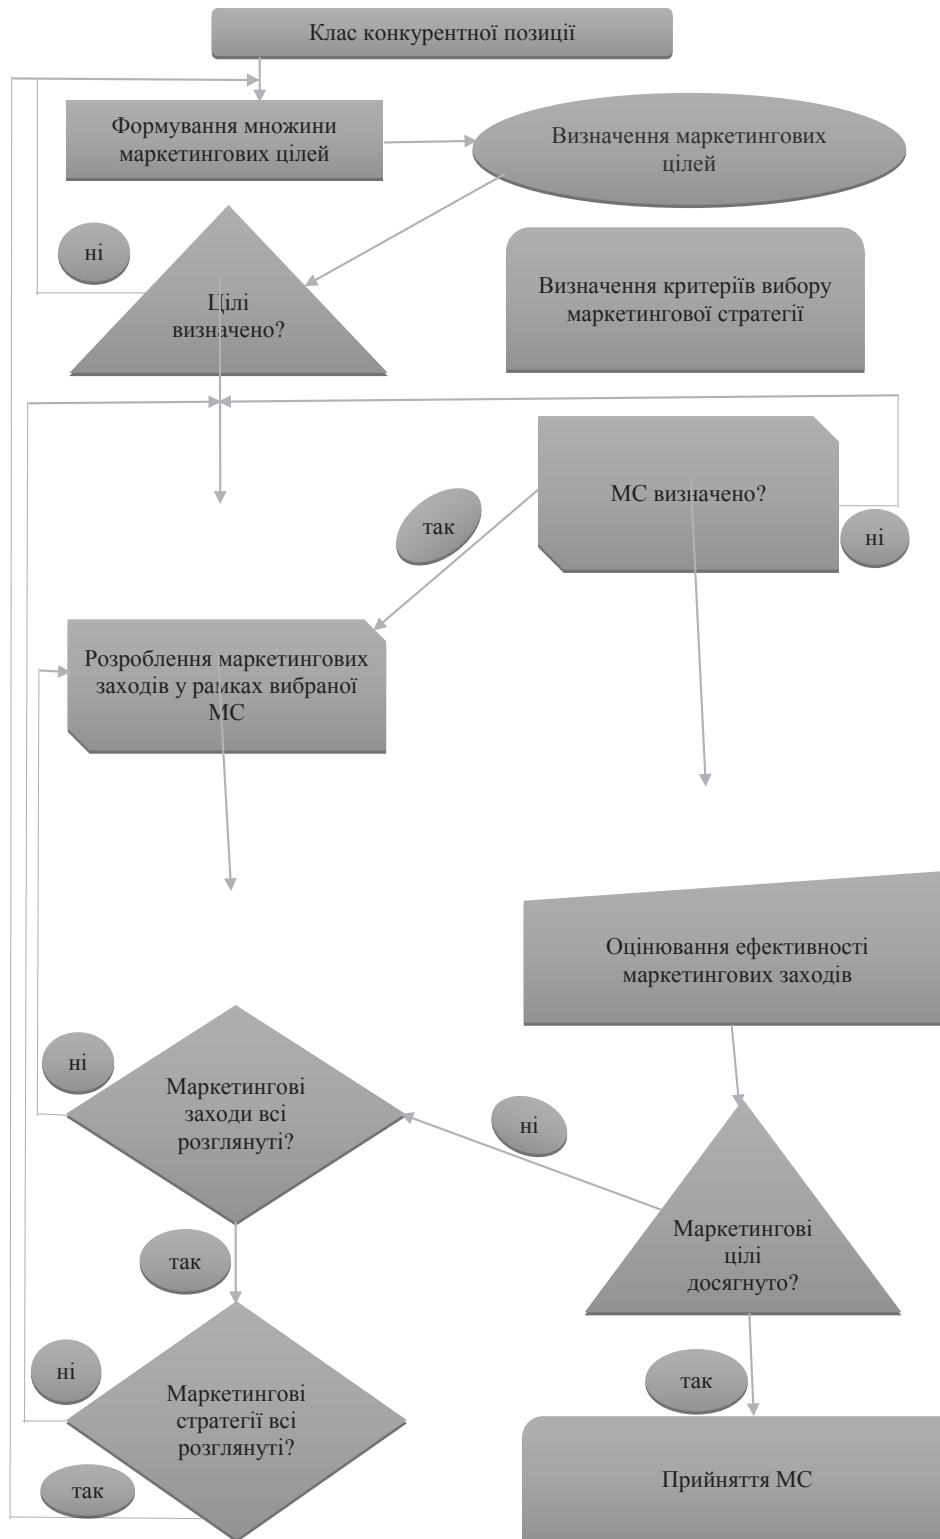 Клас конкурентної позиції
Формування множини
маркетингових цілей
Визначення маркетингових
цілей
ні
Цілі
визначено?
Визначення критеріїв вибору
маркетингової стратегії
МС визначено?
так
ні
Розроблення маркетингових
заходів у рамках вибраної
МС
Оцінювання ефективності
маркетингових заходів
ні
Маркетингові
заходи всі
розглянуті?
ні
Маркетингові
цілі
досягнуто?
так
ні
Маркетингові
стратегії всі
розглянуті?
так
так
Прийняття МС